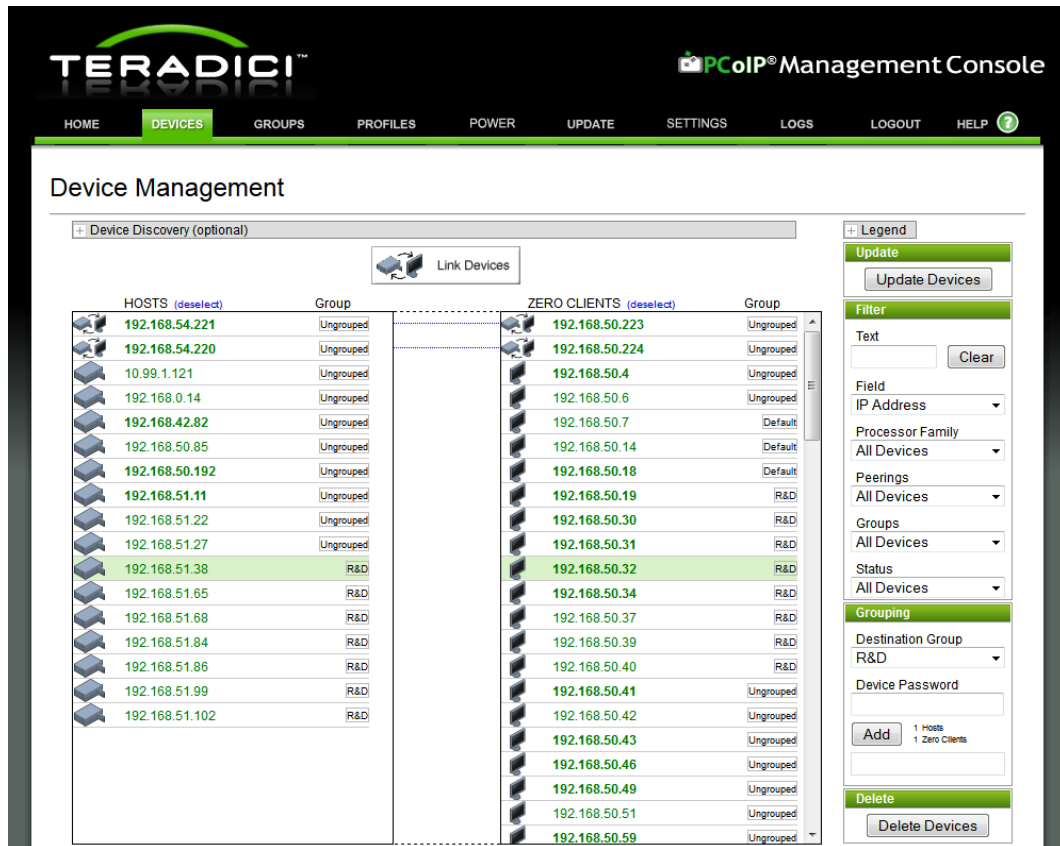 TERADICI™
PCoIP® Management Console
HOME DEVICES GROUPS PROFILES POWER UPDATE SETTINGS LOGS LOGOUT HELP ?
Device Management
+ Device Discovery (optional)
+ Legend
Link Devices
HOSTS (deselect) Group ZERO CLIENTS (deselect) Group
192.168.54.221 Ungrouped 192.168.50.223 Ungrouped
192.168.54.220 Ungrouped 192.168.50.224 Ungrouped
10.99.1.121 Ungrouped 192.168.50.4 Ungrouped
192.168.0.14 Ungrouped 192.168.50.6 Ungrouped
192.168.42.82 Ungrouped 192.168.50.7 Default
192.168.50.85 Ungrouped 192.168.50.14 Default
192.168.50.192 Ungrouped 192.168.50.18 Default
192.168.51.11 Ungrouped 192.168.50.19 R&D
192.168.51.22 Ungrouped 192.168.50.30 R&D
192.168.51.27 Ungrouped 192.168.50.31 R&D
192.168.51.38 R&D 192.168.50.32 R&D
192.168.51.65 R&D 192.168.50.34 R&D
192.168.51.68 R&D 192.168.50.37 R&D
192.168.51.84 R&D 192.168.50.39 R&D
192.168.51.86 R&D 192.168.50.40 R&D
192.168.51.99 R&D 192.168.50.41 Ungrouped
192.168.51.102 R&D 192.168.50.42 Ungrouped
192.168.50.43 Ungrouped
192.168.50.46 Ungrouped
192.168.50.49 Ungrouped
192.168.50.51 Ungrouped
192.168.50.59 Ungrouped
Update
Update Devices
Filter
Text
Clear
Field
IP Address
Processor Family
All Devices
Peerings
All Devices
Groups
All Devices
Status
All Devices
Grouping
Destination Group
R&D
Device Password
Add
1 Hosts
1 Zero Clients
Delete
Delete Devices